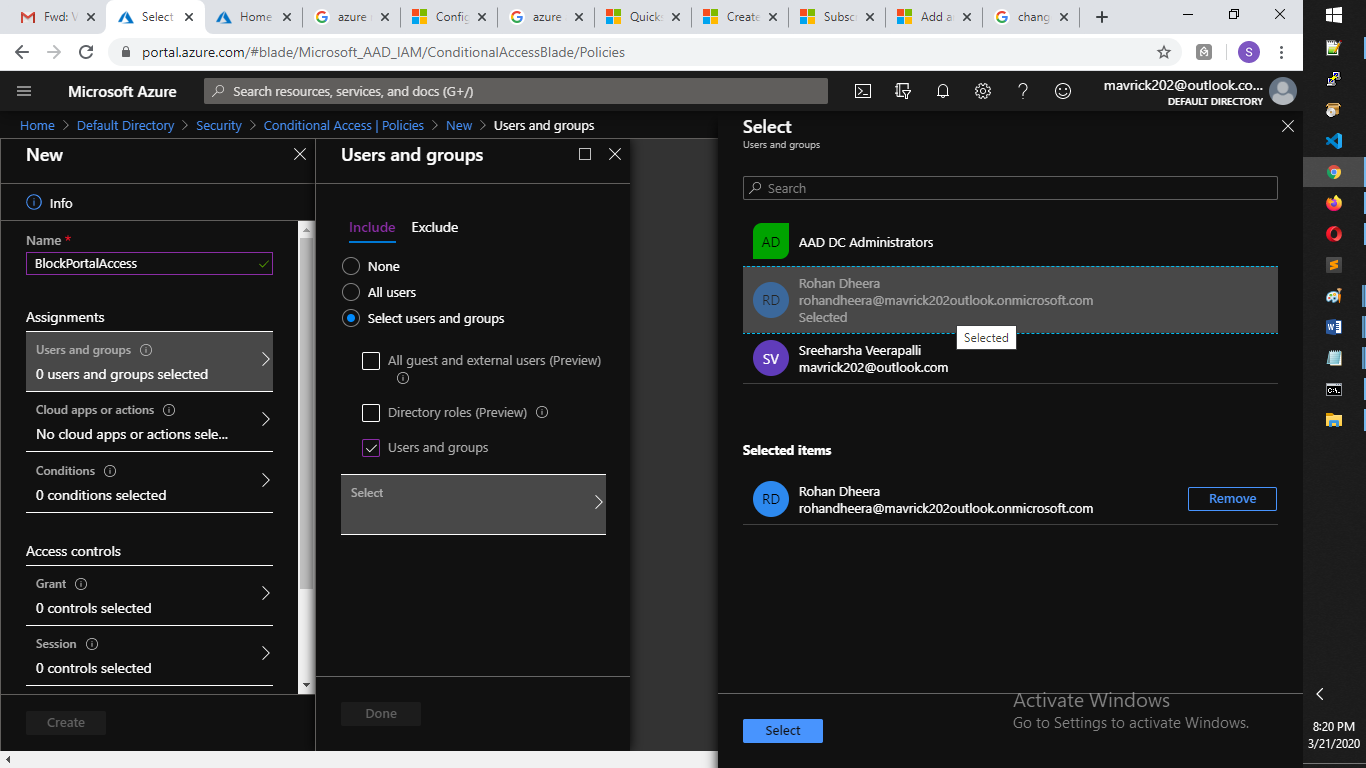 Fwd: V
Select
Home
azure
Config
azure
Quicks
Create
Subsc
Add a
chang
portal.azure.com/#blade/Microsoft_AAD_IAM/ConditionalAccessBlade/Policies
S
Microsoft Azure
Search resources, services, and docs (G+/)
mavrick202@outlook.co...
DEFAULT DIRECTORY
Home > Default Directory > Security > Conditional Access | Policies > New > Users and groups
New
Info
Name *
BlockPortalAccess
Assignments
Users and groups
0 users and groups selected
Cloud apps or actions
No cloud apps or actions sele...
Conditions
0 conditions selected
Access controls
Grant
0 controls selected
Session
0 controls selected
Create
Users and groups
Include Exclude
None
All users
Select users and groups
All guest and external users (Preview)
Directory roles (Preview)
Users and groups
Select
Done
Select
Users and groups
Search
AD AAD DC Administrators
RD Rohan Dheera
rohandheera@mavrick202outlook.onmicrosoft.com
Selected
Selected
SV Sreeharsha Veerapalli
mavrick202@outlook.com
Selected items
RD Rohan Dheera
rohandheera@mavrick202outlook.onmicrosoft.com
Remove
Select
Activate Windows
Go to Settings to activate Windows.
8:20 PM
3/21/2020